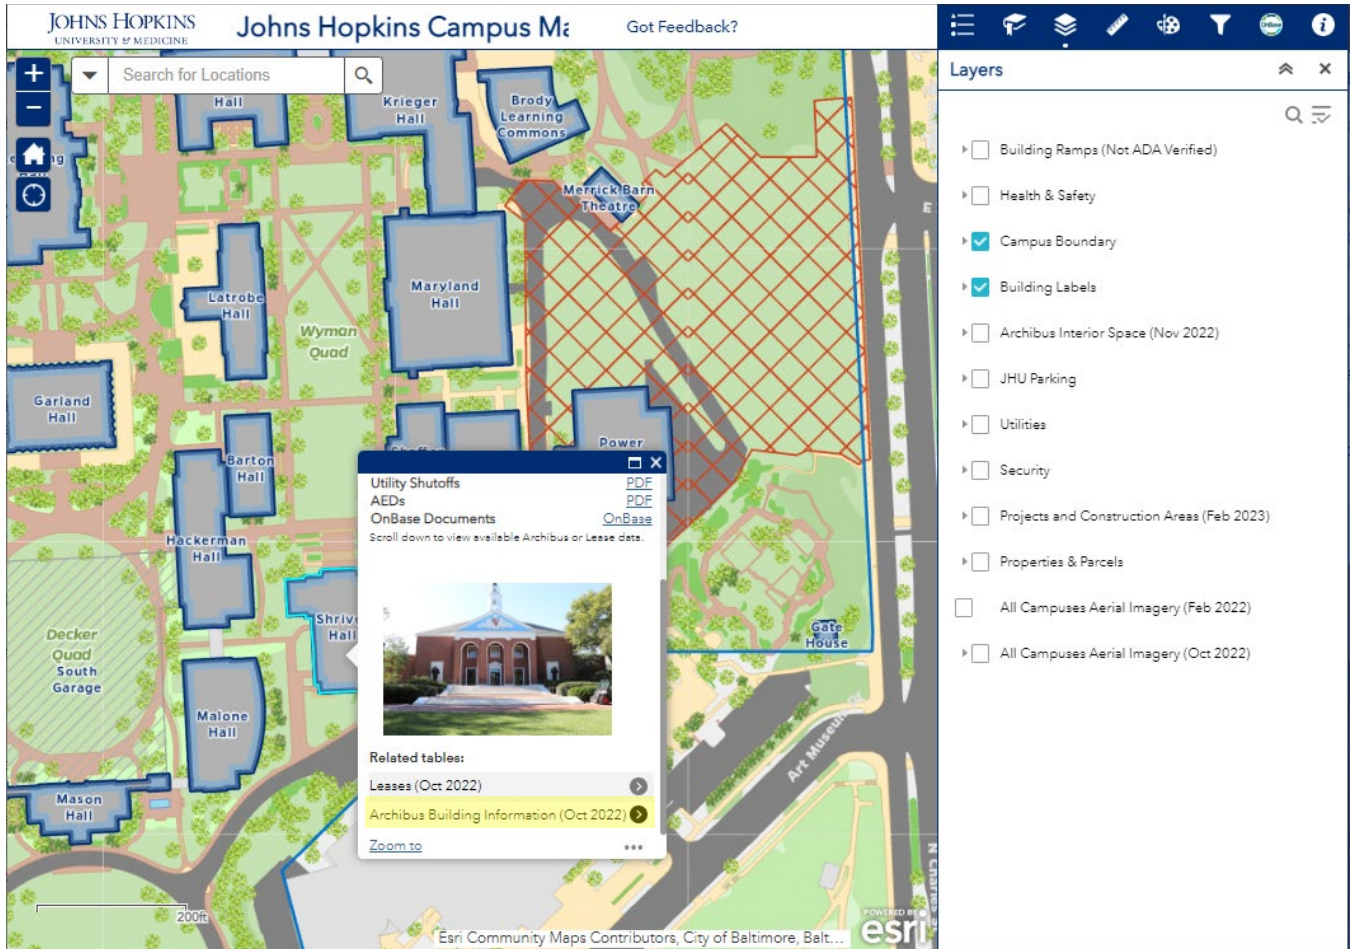 JOHNS HOPKINS
UNIVERSITY & MEDICINE
Johns Hopkins Campus Ma
Got Feedback?
Search for Locations
Hall
Krieger
Hall
Brody
Learning
Commons
Merrick Barn
Theatre
E
Latrobe
Hall
Maryland
Hall
Wyman
Quad
Garland
Hall
Barton
Hall
Power
Hackerman
Hall
Shrive
Hall
Decker
Quad
South
Garage
Malone
Hall
Mason
Hall
Gate
House
Art Museum Dr
N Charles S
Utility Shutoffs PDF
AEDs PDF
OnBase Documents OnBase
Scroll down to view available Archibus or Lease data.
Related tables:
Leases (Oct 2022)
Archibus Building Information (Oct 2022)
Zoom to
200ft
Esri Community Maps Contributors, City of Baltimore, Balt...
POWERED BY
esri
OnBase
Layers
Building Ramps (Not ADA Verified)
Health & Safety
Campus Boundary
Building Labels
Archibus Interior Space (Nov 2022)
JHU Parking
Utilities
Security
Projects and Construction Areas (Feb 2023)
Properties & Parcels
All Campuses Aerial Imagery (Feb 2022)
All Campuses Aerial Imagery (Oct 2022)